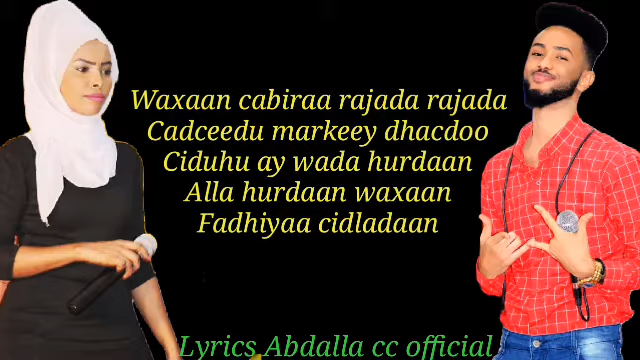 Waxaan cabiraa rajada rajada
Cadceedu markeey dhacdoo
Ciduhu ay wada hurdaan
Alla hurdaan waxaan
Fadhiyaa cidladaan
Lyrics Abdalla cc official